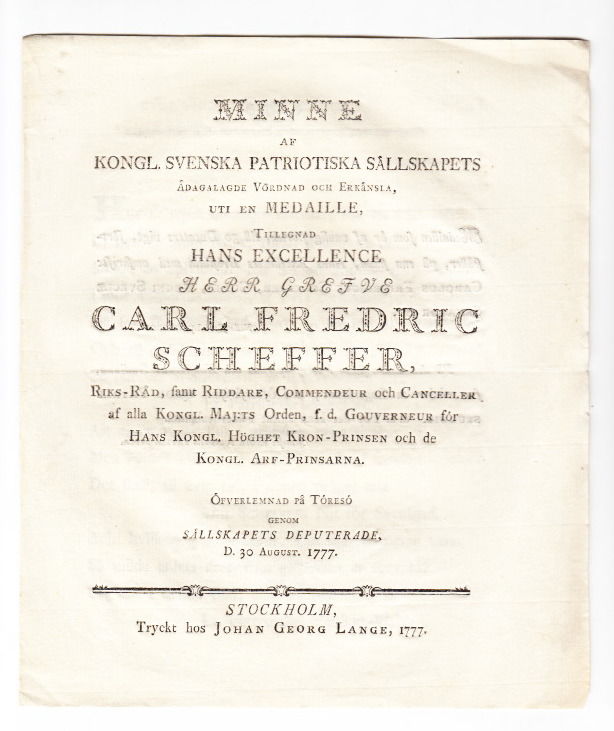 MINNE
AF
KONGL. SVENSKA PATRIOTISKA SÄLLSKAPETS
ÅDAGALAGDE VÖRDNAD OCH ERKÄNSLA,
UTI EN MEDAILLE,
TILLEGNAD
HANS EXCELLENCE
HERR GREFVE
CARL FREDRIC
SCHEFFER,
RIKS-RÅD, samt RIDDARE, COMMENDEUR och CANCELLER
af alla KONGL. MAJ:TS Orden, f. d. GOUVERNEUR för
HANS KONGL. HÖGHET KRON-PRINSEN och de
KONGL. ARF-PRINSARNA.
ÖFVERLEMNAD på TÖRESÖ
GENOM
SÄLLSKAPETS DEPUTERADE,
D. 30 AUGUST. 1777.
STOCKHOLM,
Tryckt hos JOHAN GEORG LANGE, 1777.